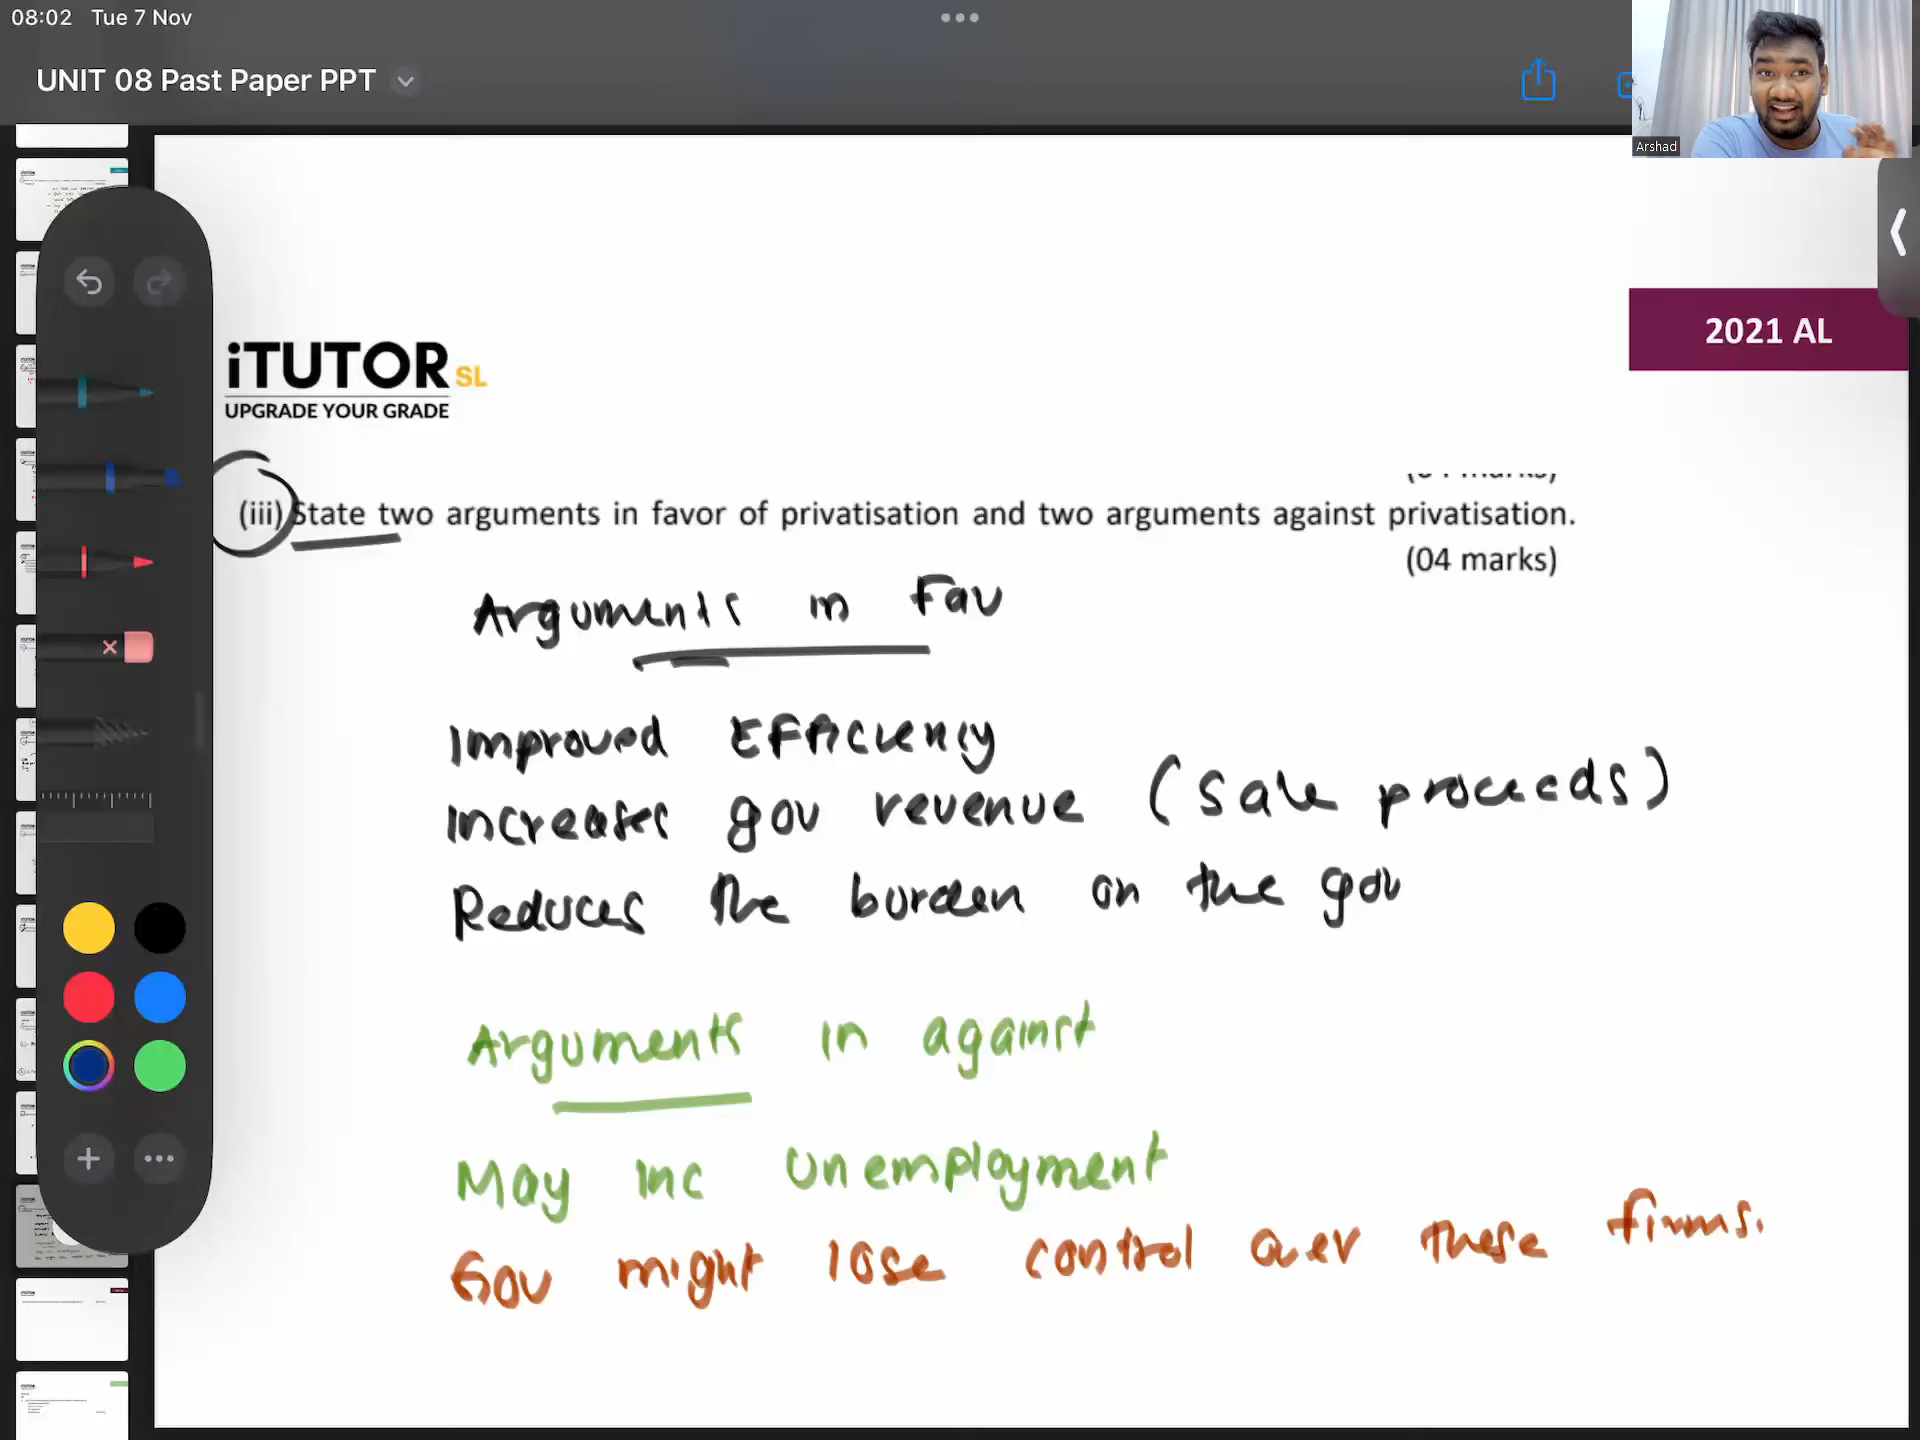 08:02 Tue 7 Nov
UNIT 08 Past Paper PPT
Arshad
2021 AL
iTUTOR SL
UPGRADE YOUR GRADE
(iii) State two arguments in favor of privatisation and two arguments against privatisation.
(04 marks)
Arguments in Fav
Improved Efficiency
Increases gov revenue (Sale proceeds)
Reduces the burden on the gov
Arguments in against
May inc unemployment
Gov might lose control over these firms.